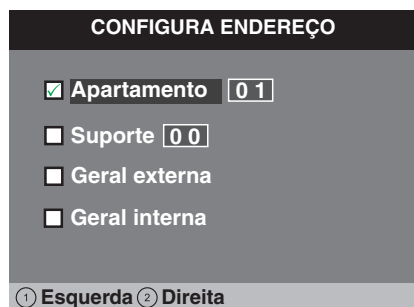 CONFIGURA ENDEREÇO
Apartamento 0 1
Suporte 0 0
Geral externa
Geral interna
1 Esquerda 2 Direita